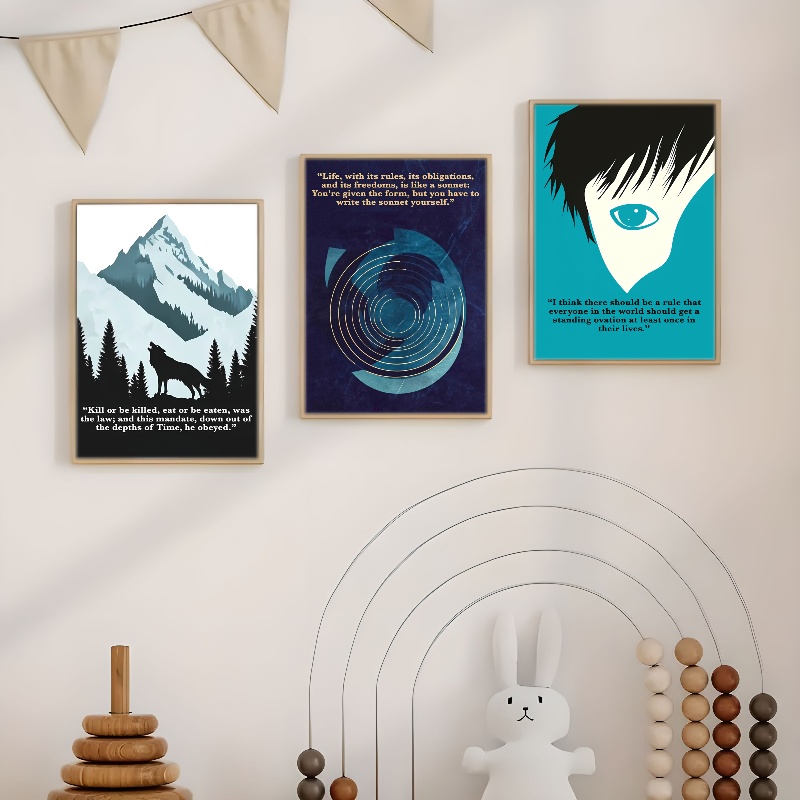 “Kill or be killed, eat or be eaten, was
the law; and this mandate, down out of
the depths of Time, he obeyed.”
“Life, with its rules, its obligations,
and its freedoms, is like a sonnet:
You're given the form, but you have to
write the sonnet yourself.”
“I think there should be a rule that
everyone in the world should get a
standing ovation at least once in
their lives.”